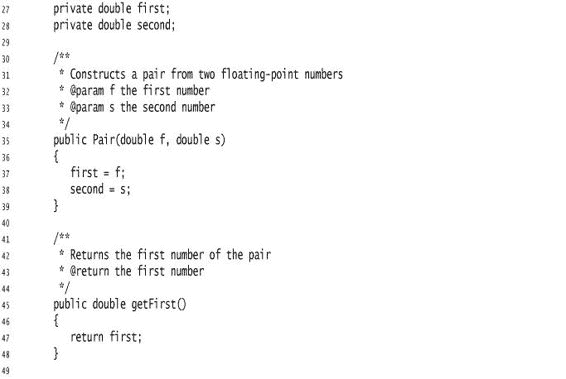 27 private double first;
28 private double second;
29
30 /**
31 * Constructs a pair from two floating-point numbers
32 * @param f the first number
33 * @param s the second number
34 */
35 public Pair(double f, double s)
36 {
37 first = f;
38 second = s;
39 }
40
41 /**
42 * Returns the first number of the pair
43 * @return the first number
44 */
45 public double getFirst()
46 {
47 return first;
48 }
49